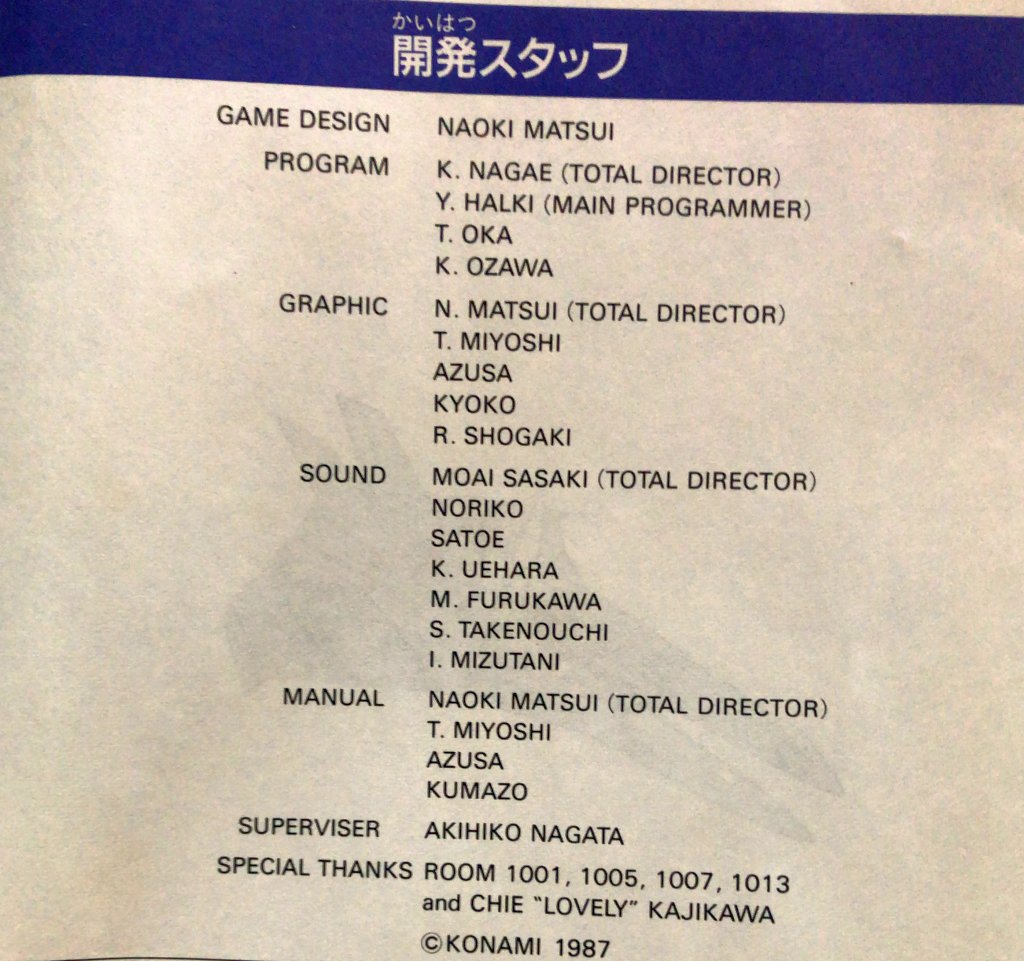 かいはつ
開発スタッフ
GAME DESIGN NAOKI MATSUI
PROGRAM K. NAGAE (TOTAL DIRECTOR)
Y. HALKI (MAIN PROGRAMMER)
T. OKA
K. OZAWA
GRAPHIC N. MATSUI (TOTAL DIRECTOR)
T. MIYOSHI
AZUSA
KYOKO
R. SHOGAKI
SOUND MOAI SASAKI (TOTAL DIRECTOR)
NORIKO
SATOE
K. UEHARA
M. FURUKAWA
S. TAKENOUCHI
I. MIZUTANI
MANUAL NAOKI MATSUI (TOTAL DIRECTOR)
T. MIYOSHI
AZUSA
KUMAZO
SUPERVISER AKIHIKO NAGATA
SPECIAL THANKS ROOM 1001, 1005, 1007, 1013
and CHIE “LOVELY” KAJIKAWA
©KONAMI 1987